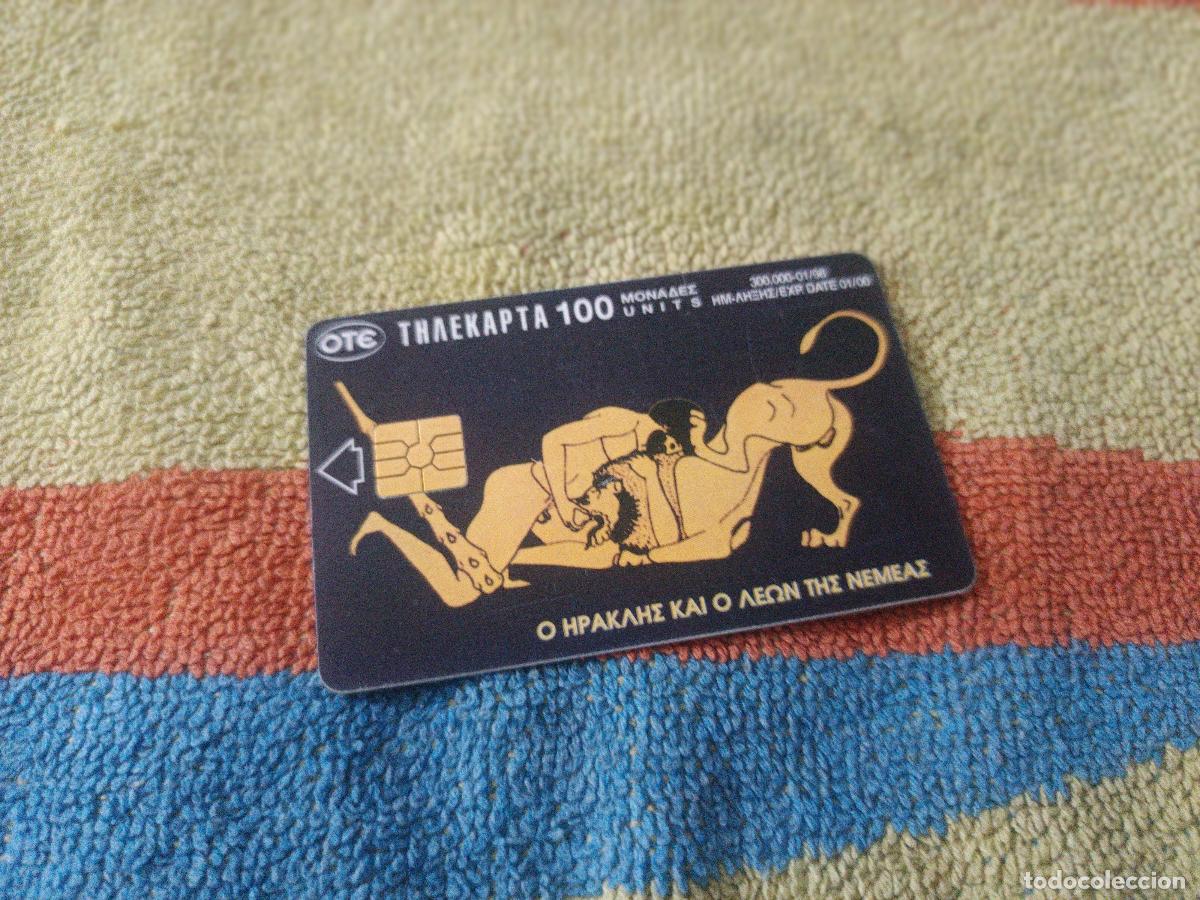 OTE
ΤΗΛΕΚΑΡΤΑ 100 ΜΟΝΑΔΕΣ
UNITS
300.000-01/98
ΗΜ-ΛΗΞΗΣ/EXP. DATE 01/00
Ο ΗΡΑΚΛΗΣ ΚΑΙ Ο ΛΕΩΝ ΤΗΣ ΝΕΜΕΑΣ
todocoleccion